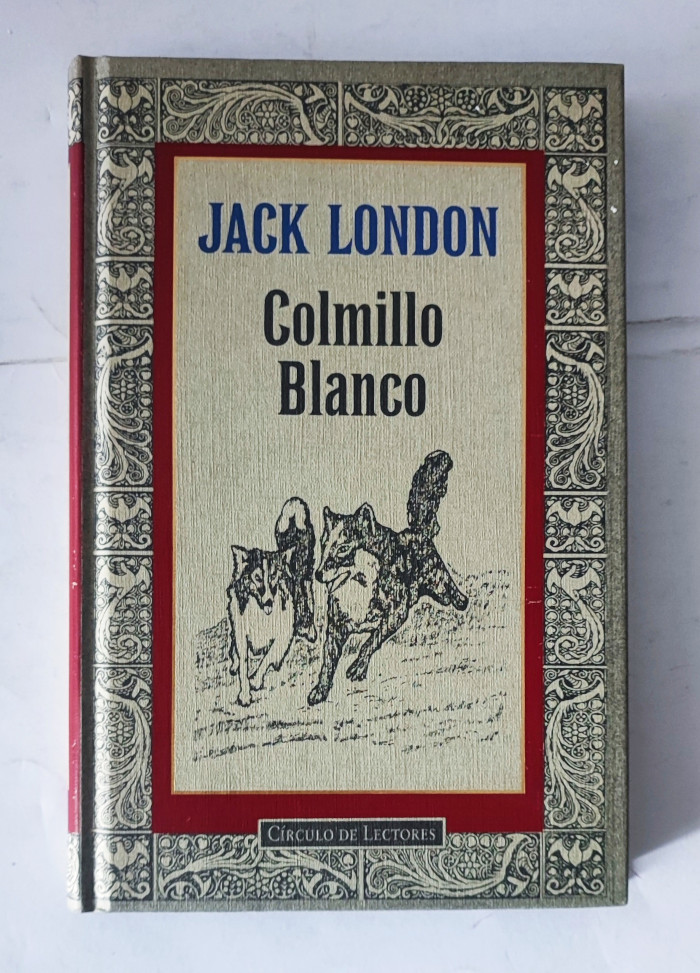 JACK LONDON
Colmillo
Blanco
CÍRCULO DE LECTORES